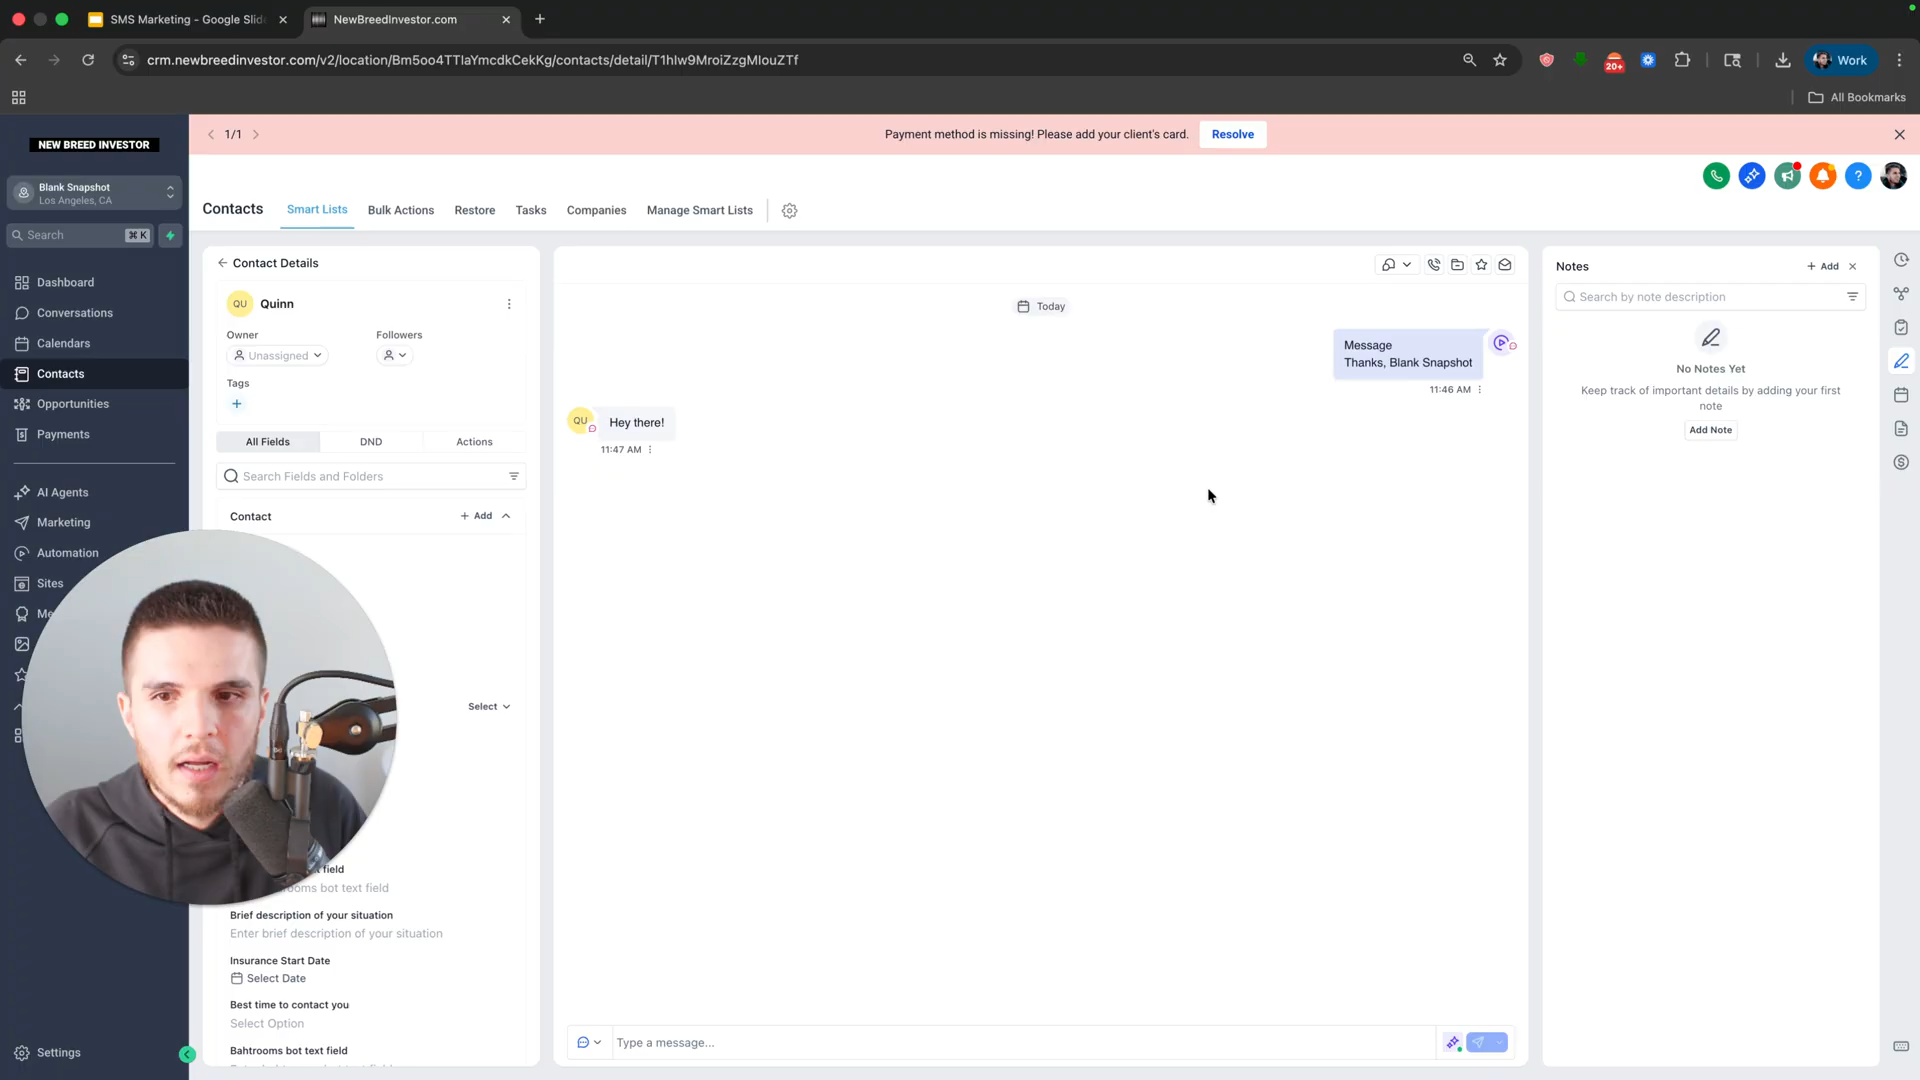 SMS Marketing - Google Slid
NewBreedInvestor.com
crm.newbreedinvestor.com/v2/location/Bm5oo4TTIaYmcdkCekKg/contacts/detail/T1hIw9MroiZzgMIouZTf
20+
Work
All Bookmarks
NEW BREED INVESTOR
1/1
Payment method is missing! Please add your client's card.
Resolve
Blank Snapshot
Los Angeles, CA
Search
⌘ K
Dashboard
Conversations
Calendars
Contacts
Opportunities
Payments
AI Agents
Marketing
Automation
Sites
Settings
Contacts
Smart Lists
Bulk Actions
Restore
Tasks
Companies
Manage Smart Lists
Contact Details
QU
Quinn
Owner
Followers
Unassigned
Tags
All Fields
DND
Actions
Search Fields and Folders
Contact
+ Add
Select
field
ooms bot text field
Brief description of your situation
Enter brief description of your situation
Insurance Start Date
Select Date
Best time to contact you
Select Option
Bahtrooms bot text field
Today
Message
Thanks, Blank Snapshot
11:46 AM
QU
Hey there!
11:47 AM
Type a message...
Notes
+ Add
Search by note description
No Notes Yet
Keep track of important details by adding your first
note
Add Note